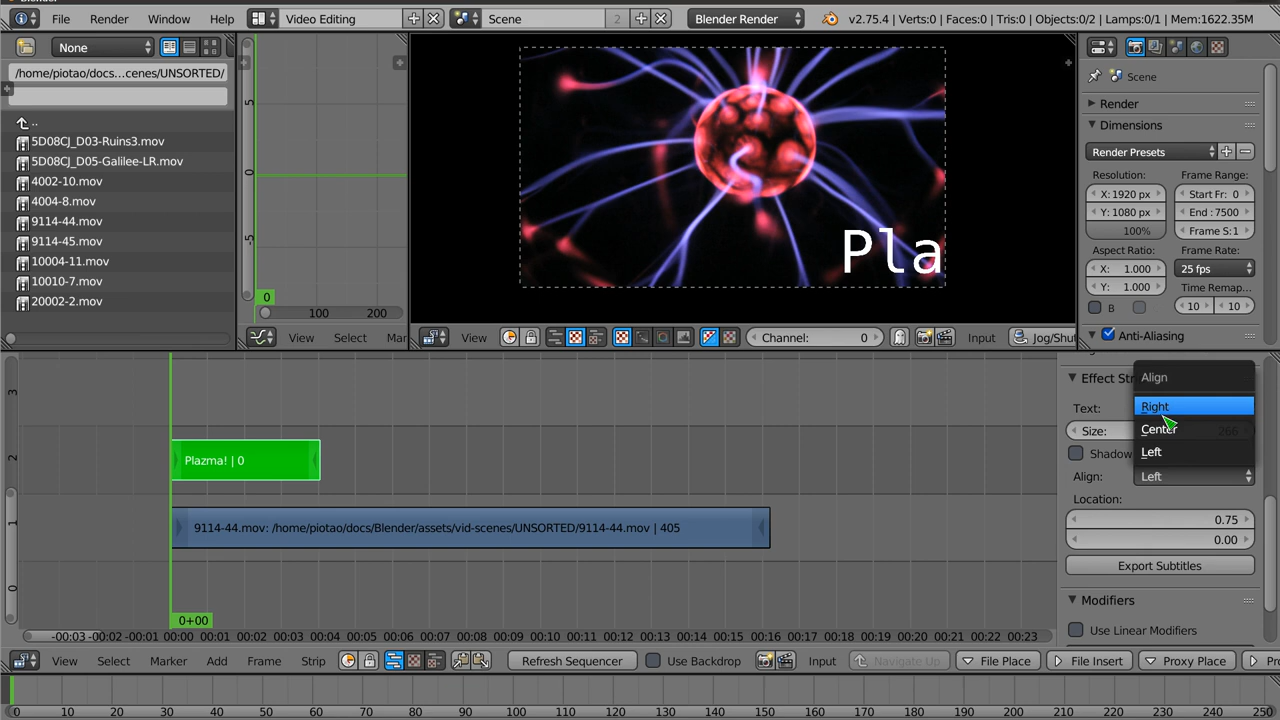 File Render Window Help Video Editing Scene 2 Blender Render v2.75.4 | Verts:0 | Faces:0 | Tris:0 | Objects:0/2 | Lamps:0/1 | Mem:1622.35M
None
/home/piotao/docs...cenes/UNSORTED/
..
5D08CJ_D03-Ruins3.mov
5D08CJ_D05-Galilee-LR.mov
4002-10.mov
4004-8.mov
9114-44.mov
9114-45.mov
10004-11.mov
10010-7.mov
20002-2.mov
5
0
-5
0
100 200
View Select Mar
Pla
View Channel: 0 Input Jog/Shu
Scene
Render
Dimensions
Render Presets
Resolution: Frame Range:
X: 1920 px Start Fr: 0
Y: 1080 px End : 7500
100% Frame S:1
Aspect Ratio: Frame Rate:
X: 1.000 25 fps
Y: 1.000 Time Remap...
B 10 10
Anti-Aliasing
3
2
1
0
Plazma! | 0
9114-44.mov: /home/piotao/docs/Blender/assets/vid-scenes/UNSORTED/9114-44.mov | 405
0+00
-00:03 -00:02 -00:01 00:00 00:01 00:02 00:03 00:04 00:05 00:06 00:07 00:08 00:09 00:10 00:11 00:12 00:13 00:14 00:15 00:16 00:17 00:18 00:19 00:20 00:21 00:22 00:23
Effect Str
Align
Text:
Right
Size: 266
Center
Shadow
Left
Align: Left
Location:
0.75
0.00
Export Subtitles
Modifiers
Use Linear Modifiers
View Select Marker Add Frame Strip Refresh Sequencer Use Backdrop Input Navigate Up File Place File Insert Proxy Place Pro
0 10 20 30 40 50 60 70 80 90 100 110 120 130 140 150 160 170 180 190 200 210 220 230 240 250